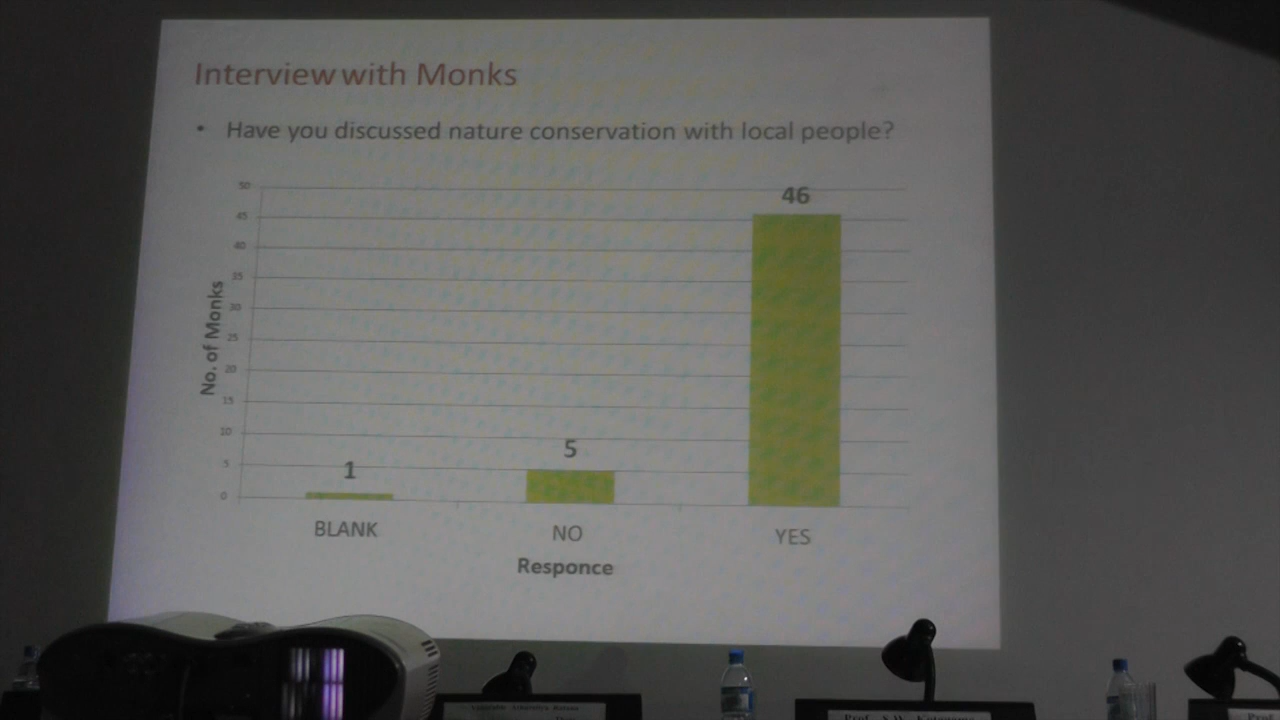 Interview with Monks
• Have you discussed nature conservation with local people?
50
45
40
35
30
25
20
15
10
5
0
No. of Monks
1
5
46
BLANK NO YES
Responce
Prof.